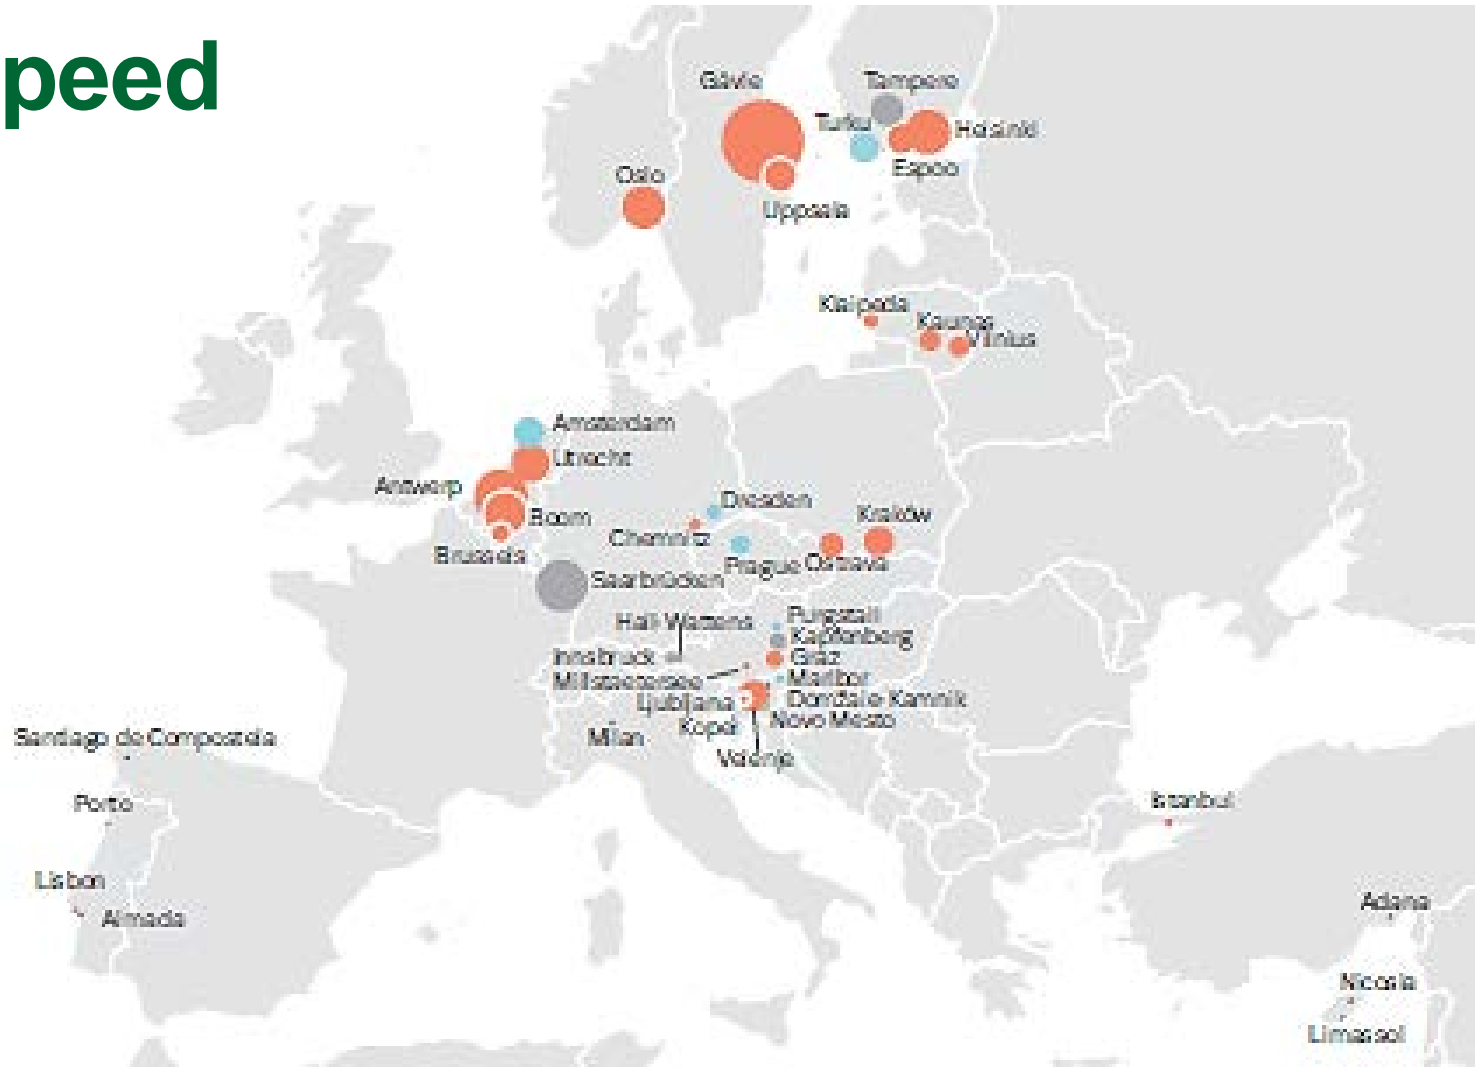 peed
Gävle
Tampere
Turku
Helsinki
Espoo
Oslo
Uppsala
Klaipeda
Kaunas
Vilnius
Amsterdam
Utrecht
Antwerp
Boom
Brussels
Dresden
Chemnitz
Kraków
Prague
Ostrava
Saarbrücken
Hall-Wattens
Purgstall
Kapfenberg
Innsbruck
Graz
Millstaetersee
Maribor
Ljubljana
Domžale Kamnik
Koper
Novo Mesto
Milan
Velenje
Santiago de Compostela
Porto
Istanbul
Lisbon
Almada
Adana
Nicosia
Limassol